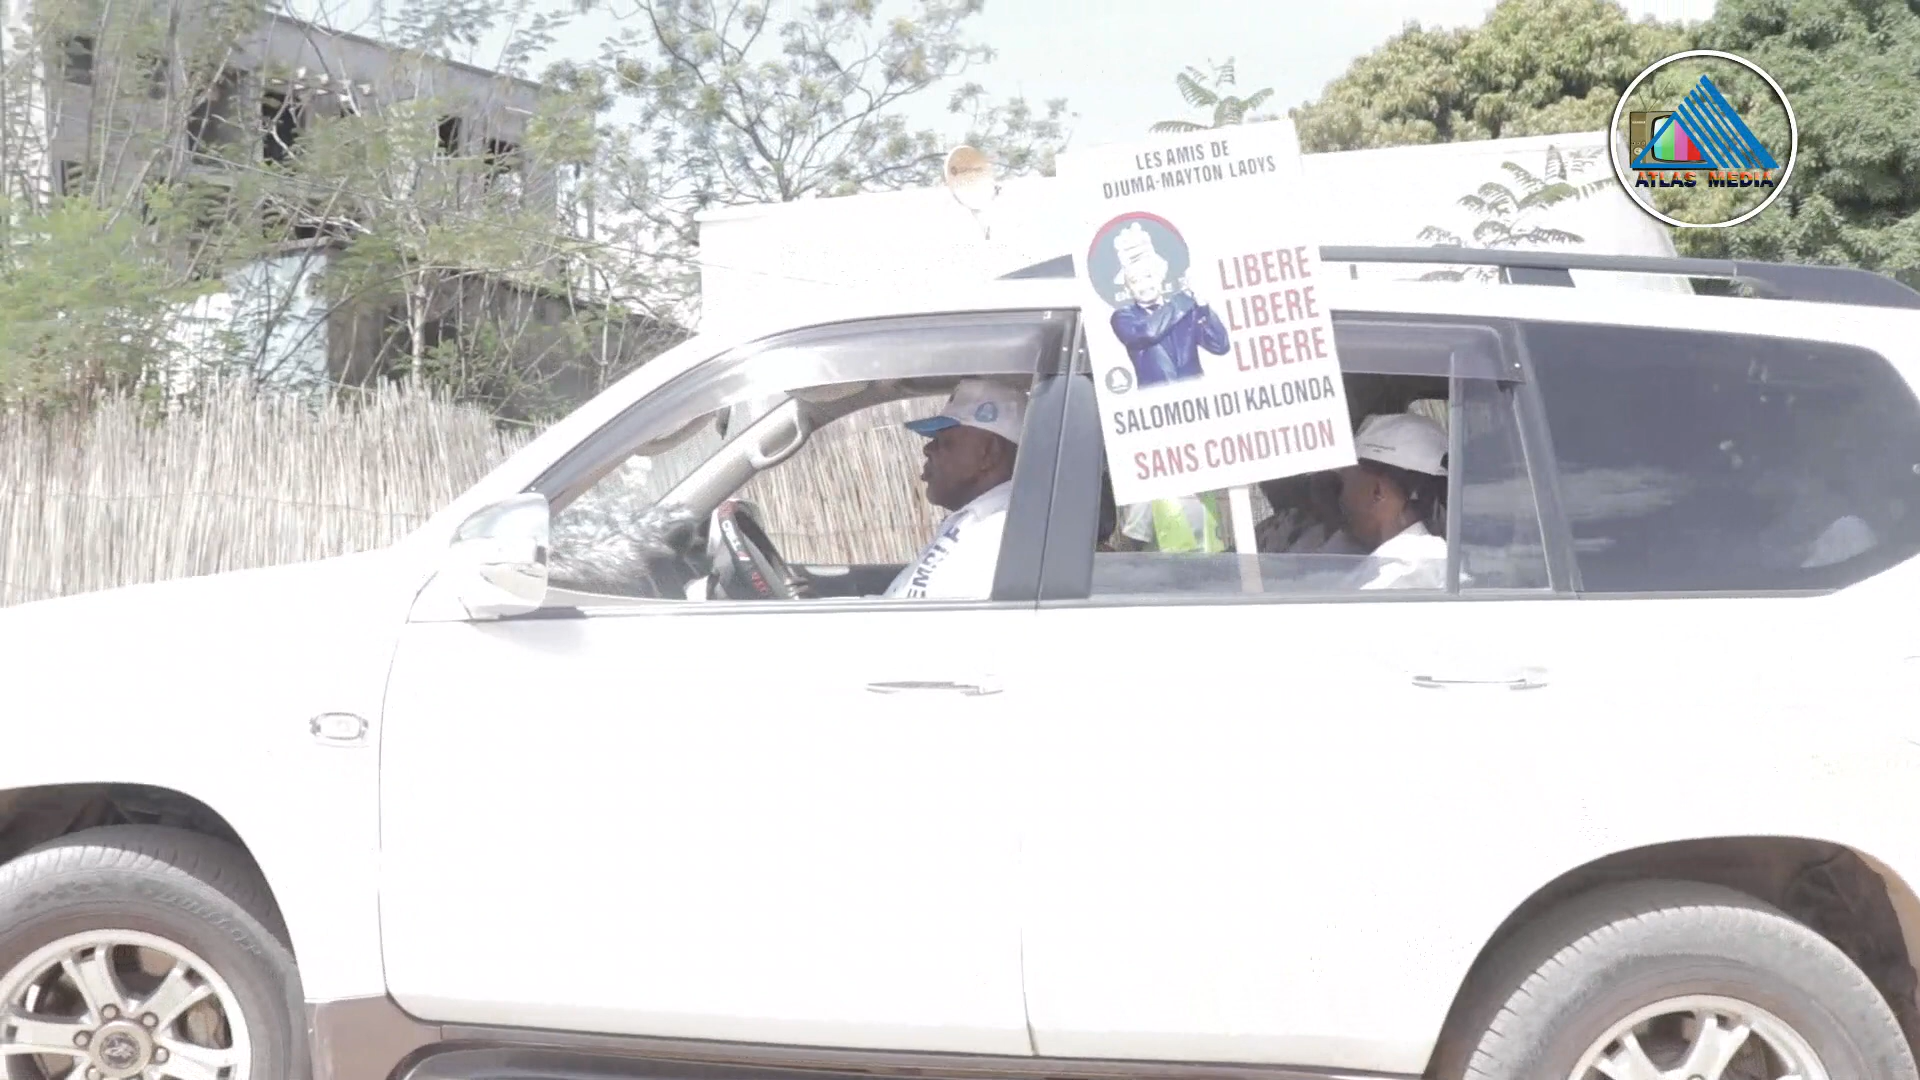 LES AMIS DE
DJUMA-MAYTON LADYS
LIBERE
LIBERE
LIBERE
SALOMON IDI KALONDA
SANS CONDITION
ATLAS MEDIA